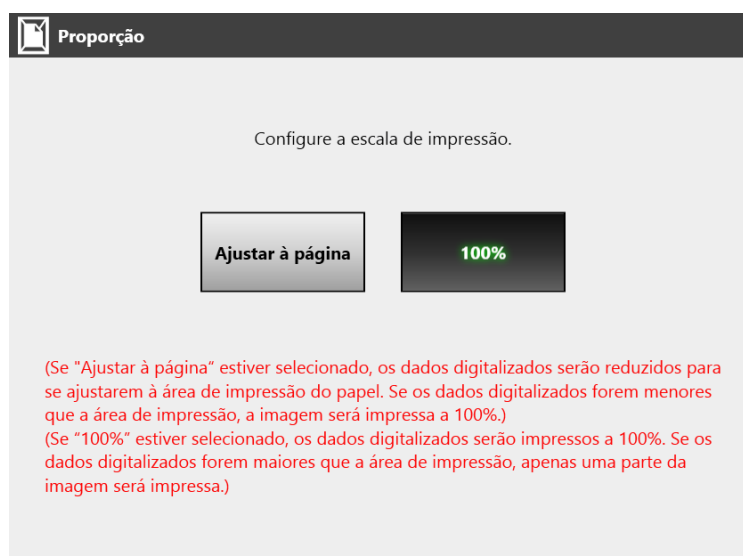 Proporção
Configure a escala de impressão.
Ajustar à página
100%
(Se "Ajustar à página" estiver selecionado, os dados digitalizados serão reduzidos para
se ajustarem à área de impressão do papel. Se os dados digitalizados forem menores
que a área de impressão, a imagem será impressa a 100%.)
(Se "100%" estiver selecionado, os dados digitalizados serão impressos a 100%. Se os
dados digitalizados forem maiores que a área de impressão, apenas uma parte da
imagem será impressa.)